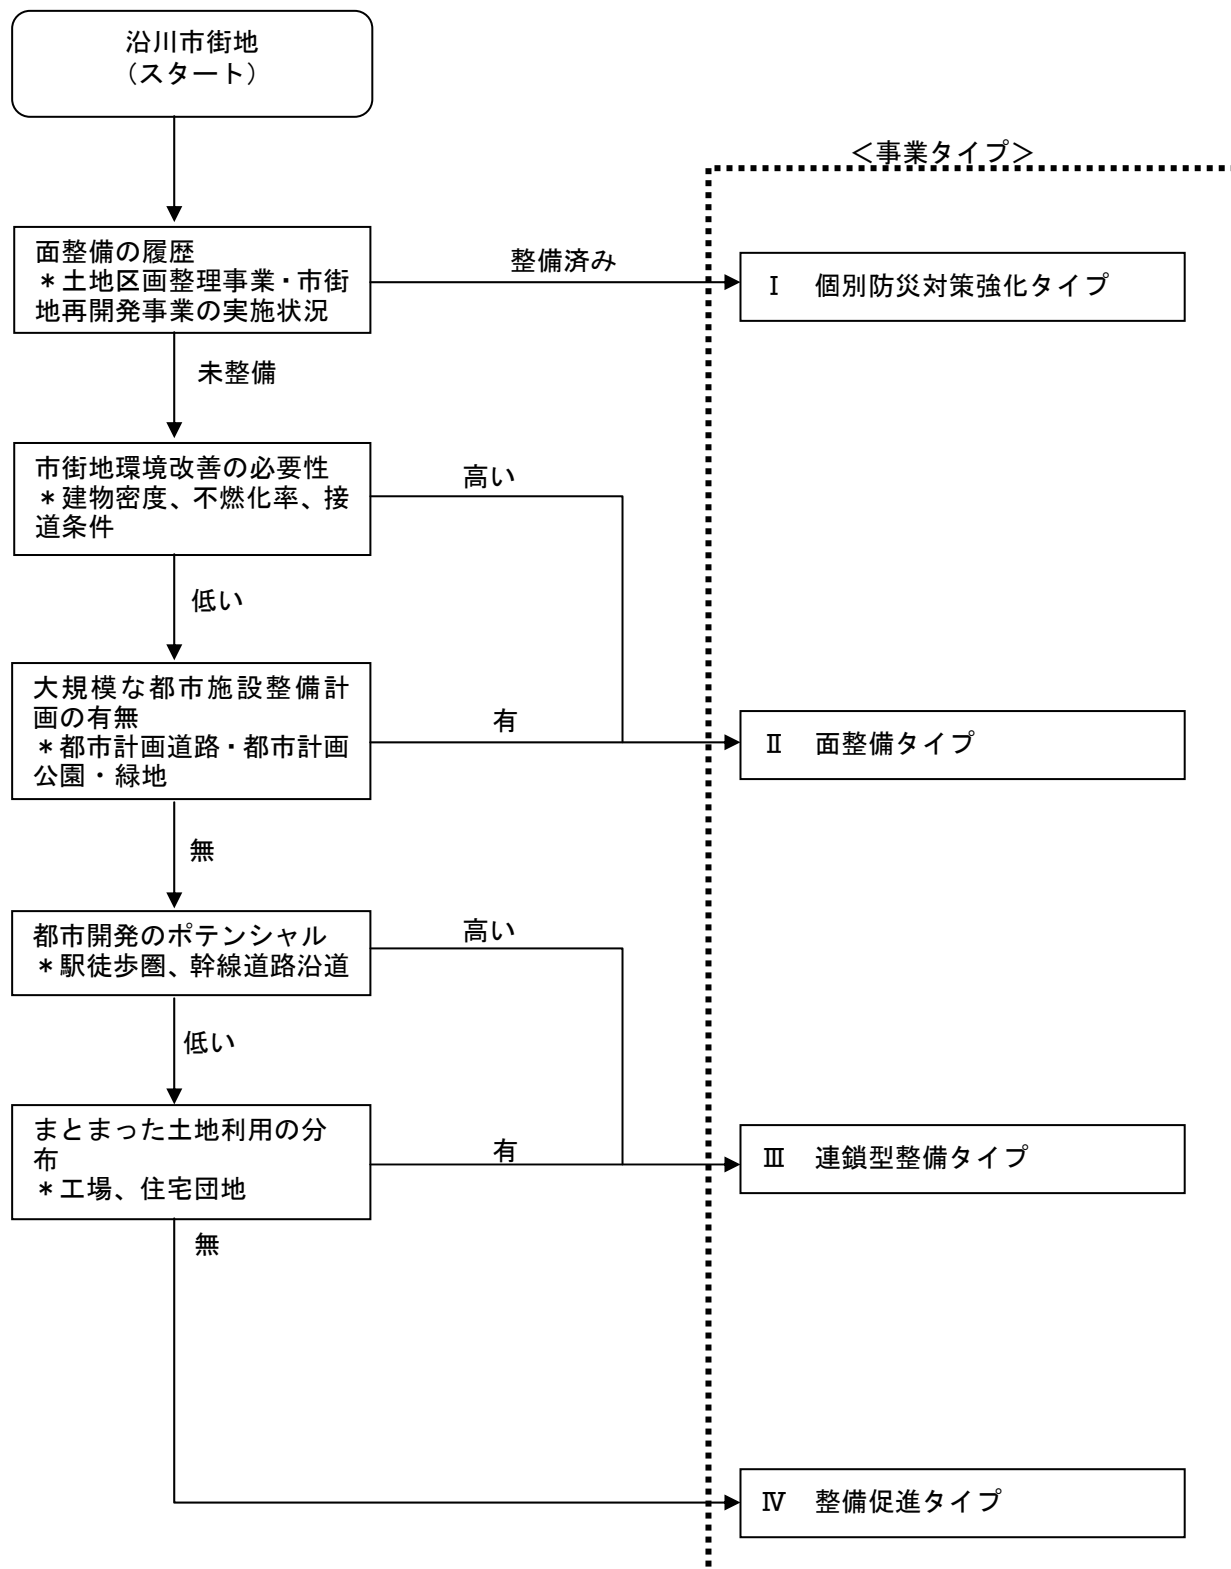 沿川市街地
（スタート）
＜事業タイプ＞
面整備の履歴
＊土地区画整理事業・市街
地再開発事業の実施状況
整備済み
Ⅰ　個別防災対策強化タイプ
未整備
市街地環境改善の必要性
＊建物密度、不燃化率、接
道条件
高い
低い
大規模な都市施設整備計
画の有無
＊都市計画道路・都市計画
公園・緑地
有
Ⅱ　面整備タイプ
無
都市開発のポテンシャル
＊駅徒歩圏、幹線道路沿道
高い
低い
まとまった土地利用の分
布
＊工場、住宅団地
有
Ⅲ　連鎖型整備タイプ
無
Ⅳ　整備促進タイプ